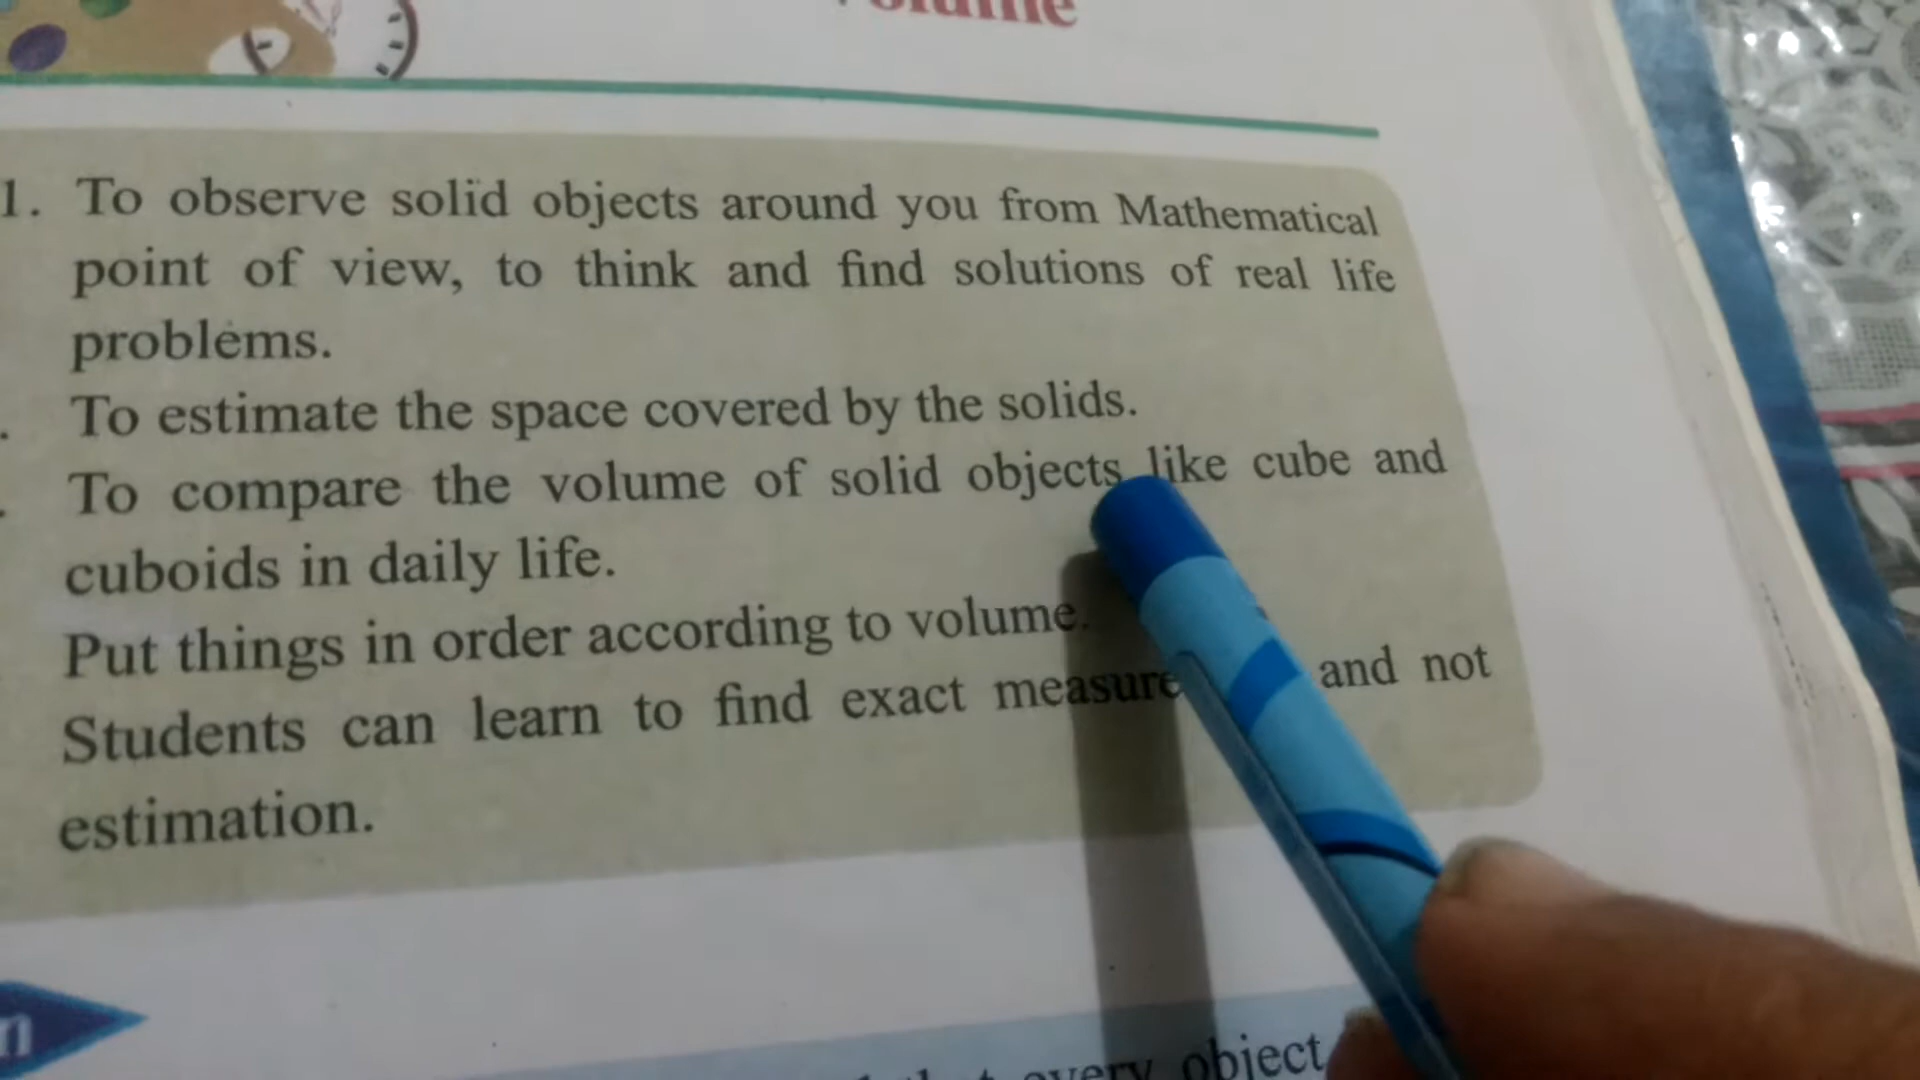 Volume
1. To observe solid objects around you from Mathematical
point of view, to think and find solutions of real life
problems.
. To estimate the space covered by the solids.
. To compare the volume of solid objects like cube and
cuboids in daily life.
Put things in order according to volume.
Students can learn to find exact measure and not
estimation.
n
every object